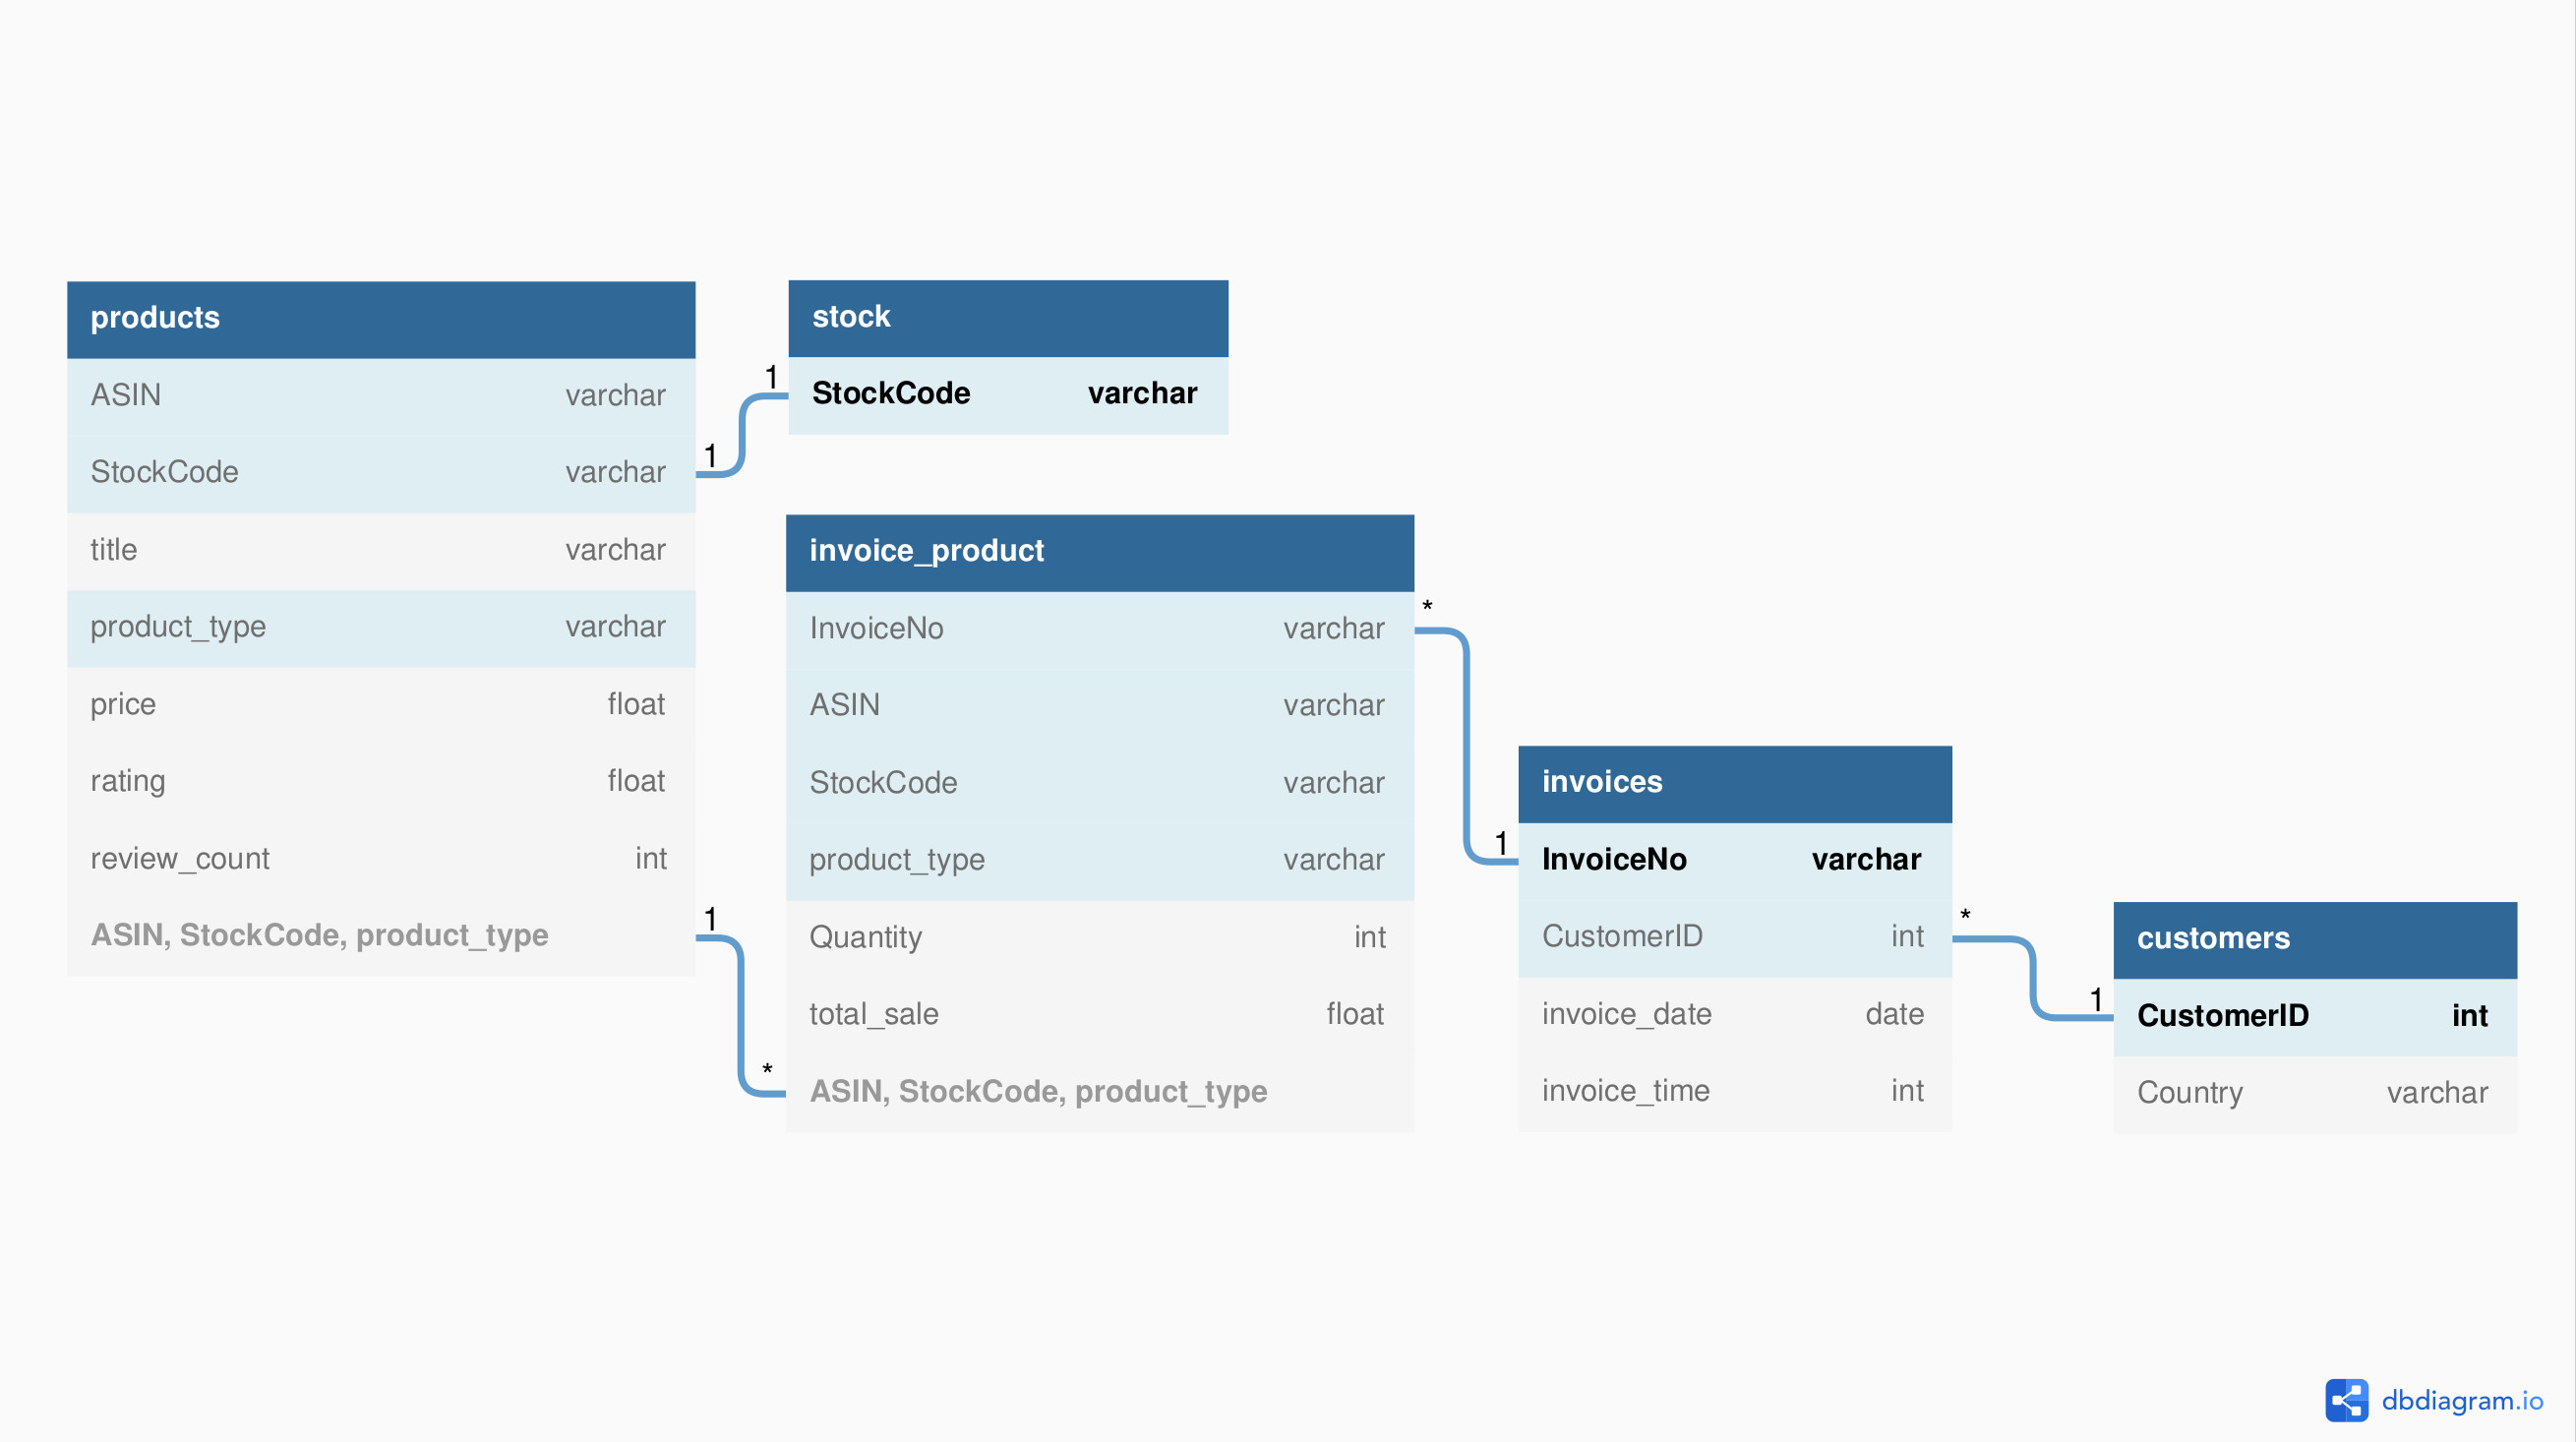 products
ASIN varchar
StockCode varchar
title varchar
product_type varchar
price float
rating float
review_count int
ASIN, StockCode, product_type
1
1
1
*
stock
StockCode varchar
invoice_product
InvoiceNo varchar
ASIN varchar
StockCode varchar
product_type varchar
Quantity int
total_sale float
ASIN, StockCode, product_type
*
1
invoices
InvoiceNo varchar
CustomerID int
invoice_date date
invoice_time int
*
1
customers
CustomerID int
Country varchar
dbdiagram.io